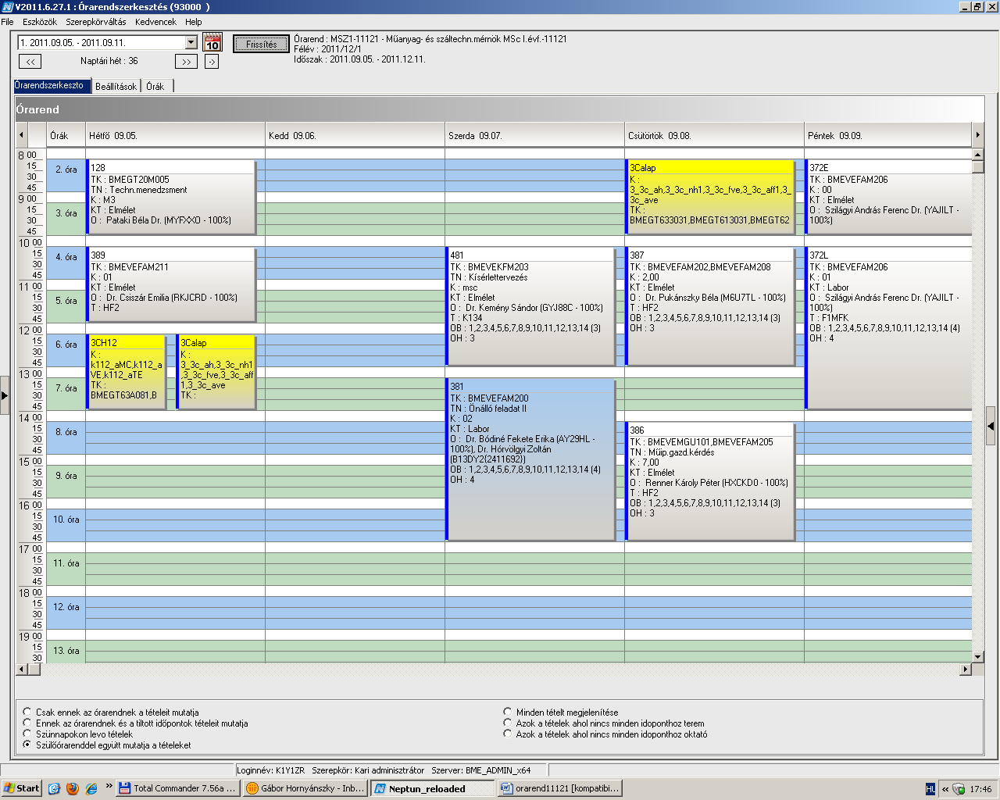 V2011.6.27.1 : Órarendszerkesztés (93000 )
File Eszközök Szerepkörváltás Kedvencek Help
1. 2011.09.05. - 2011.09.11.
10
Frissítés
Órarend : MSZ1-11121 - Műanyag- és száltechn.mérnök MSc I.évf.-11121
Félév : 2011/12/1
Időszak : 2011.09.05. - 2011.12.11.
<< Naptári hét : 36 >> ->
Órarendszerkeszto Beállítások Órák
Órarend
Órák Hétfő 09.05. Kedd 09.06. Szerda 09.07. Csütörtök 09.08. Péntek 09.09.
8 00
15
30
45
9 00
15
30
45
10 00
15
30
45
11 00
15
30
45
12 00
15
30
45
13 00
15
30
45
14 00
15
30
45
15 00
15
30
45
16 00
15
30
45
17 00
15
30
45
18 00
15
30
45
19 00
15
30
2. óra
3. óra
4. óra
5. óra
6. óra
7. óra
8. óra
9. óra
10. óra
11. óra
12. óra
13. óra
128
TK : BMEGT20M005
TN : Techn.menedzsment
K : M3
KT : Elmélet
O : Pataki Béla Dr. (MYFXXO - 100%)
389
TK : BMEVEFAM211
K : 01
KT : Elmélet
O : Dr. Csiszár Emilia (RKJCRD - 100%)
T : HF2
3CH12
K :
k112_aMC,k112_a
VE,k112_aTE
TK :
BMEGT63A081,B
3Calap
K :
3_3c_ah,3_3c_nh1
,3_3c_fve,3_3c_aff
1,3_3c_ave
TK :
481
TK : BMEVEKFM203
TN : Kísérlettervezés
K : msc
KT : Elmélet
O : Dr. Kemény Sándor (GYJ88C - 100%)
T : K134
OB : 1,2,3,4,5,6,7,8,9,10,11,12,13,14 (3)
OH : 3
381
TK : BMEVEFAM200
TN : Önálló feladat II
K : 02
KT : Labor
O : Dr. Bódiné Fekete Erika (AY29HL -
100%), Dr. Hórvölgyi Zoltán
(B13DY2{2411692})
OB : 1,2,3,4,5,6,7,8,9,10,11,12,13,14 (4)
OH : 4
3Calap
K :
3_3c_ah,3_3c_nh1,3_3c_fve,3_3c_aff1,3_
3c_ave
TK :
BMEGT633031,BMEGT613031,BMEGT62
387
TK : BMEVEFAM202,BMEVEFAM208
K : 2,00
KT : Elmélet
O : Dr. Pukánszky Béla (M6U7TL - 100%)
T : HF2
OB : 1,2,3,4,5,6,7,8,9,10,11,12,13,14 (3)
OH : 3
386
TK : BMEVEMGU101,BMEVEFAM205
TN : Műip.gazd.kérdés
K : 7,00
KT : Elmélet
O : Renner Károly Péter (HXCKD0 - 100%)
T : HF2
OB : 1,2,3,4,5,6,7,8,9,10,11,12,13,14 (3)
OH : 3
372E
TK : BMEVEFAM206
K : 00
KT : Elmélet
O : Szilágyi András Ferenc Dr. (YAJILT -
100%)
372L
TK : BMEVEFAM206
K : 01
KT : Labor
O : Szilágyi András Ferenc Dr. (YAJILT -
100%)
T : F1MFK
OB : 1,2,3,4,5,6,7,8,9,10,11,12,13,14 (4)
OH : 4
Csak ennek az órarendnek a tételeit mutatja
Ennek az órarendnek és a tiltott időpontok tételeit mutatja
Szünnapokon levo tételek
Szülőórarenddel együtt mutatja a tételeket
Minden tételt megjelenítése
Azok a tételek ahol nincs minden idoponthoz terem
Azok a tételek ahol nincs minden idoponthoz oktató
Loginnév: K1Y1ZR Szerepkör: Kari adminisztrátor Szerver: BME_ADMIN_x64
Start » Total Commander 7.56a ... Gábor Hornyánszky - Inb... Neptun_reloaded orarend11121 [kompatibi... HU « 17:46